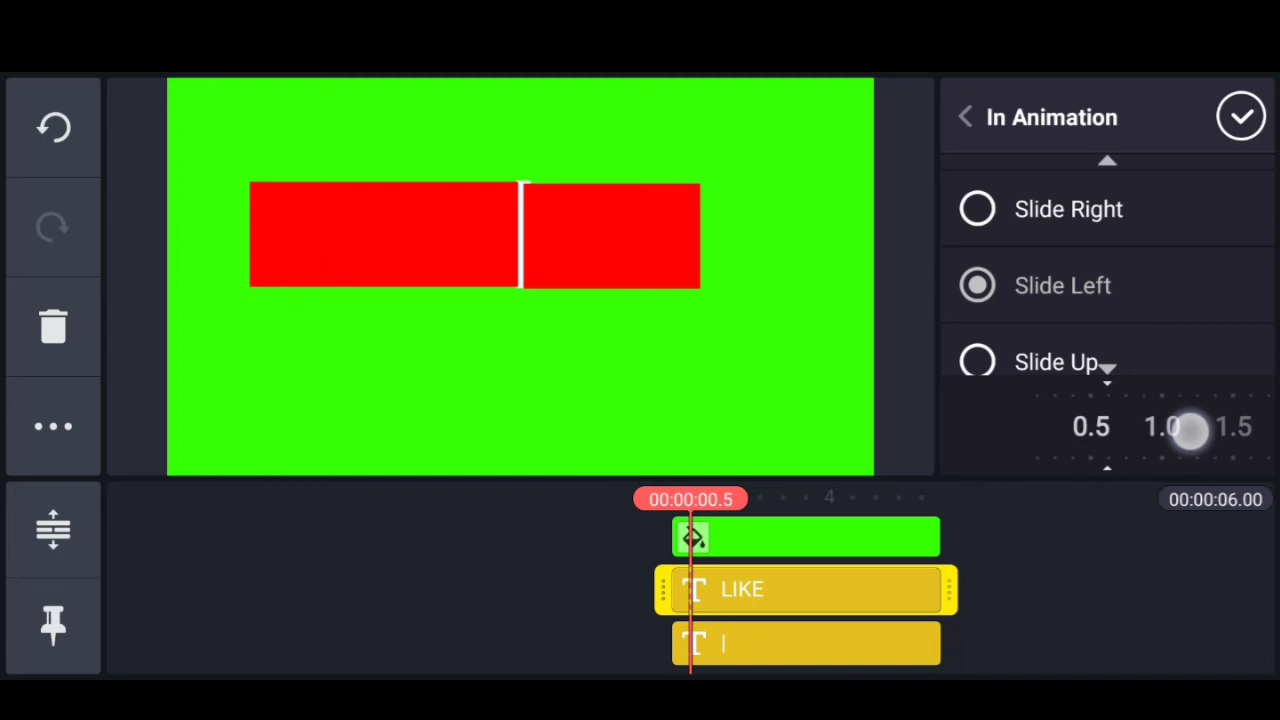 In Animation
Slide Right
Slide Left
Slide Up
0.5 1.0 1.5
00:00:00.5 4 00:00:06.00
T LIKE
T |